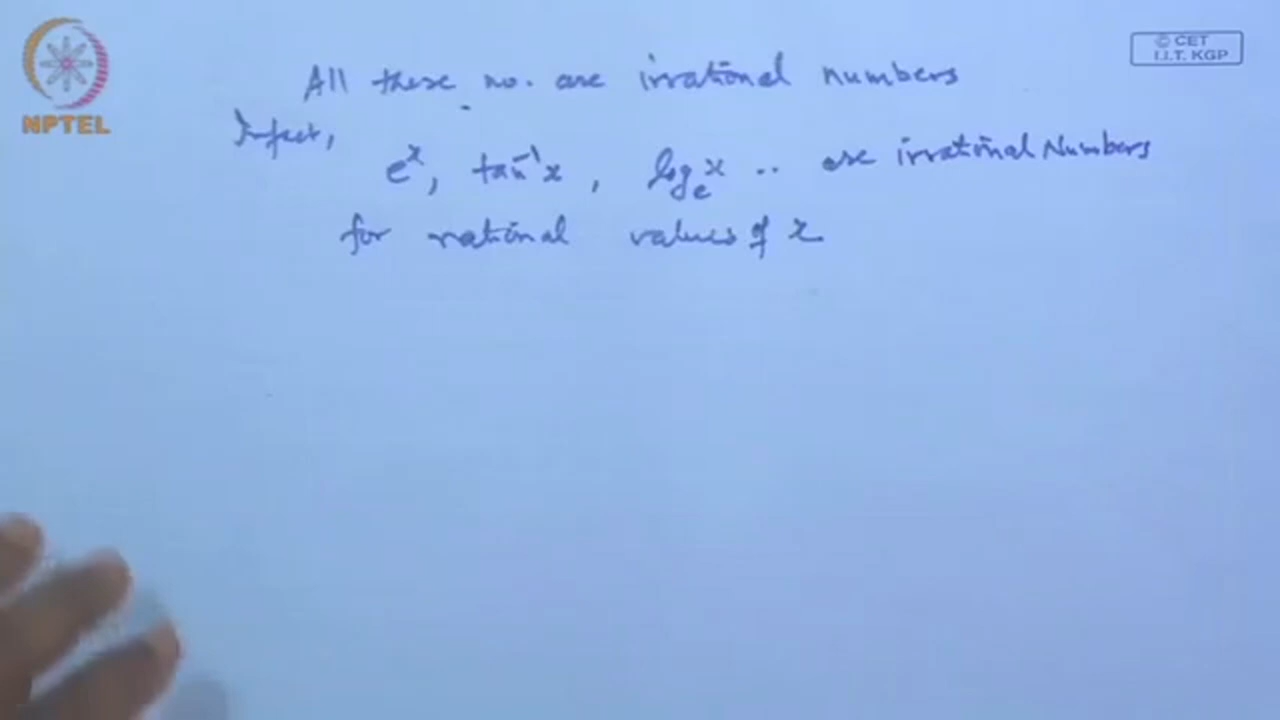 © CET
I.I.T. KGP
NPTEL
All these no. are irrational numbers
Infact,
e^x, tan^-1 x, log_e x .. are irrational Numbers
for rational values of x